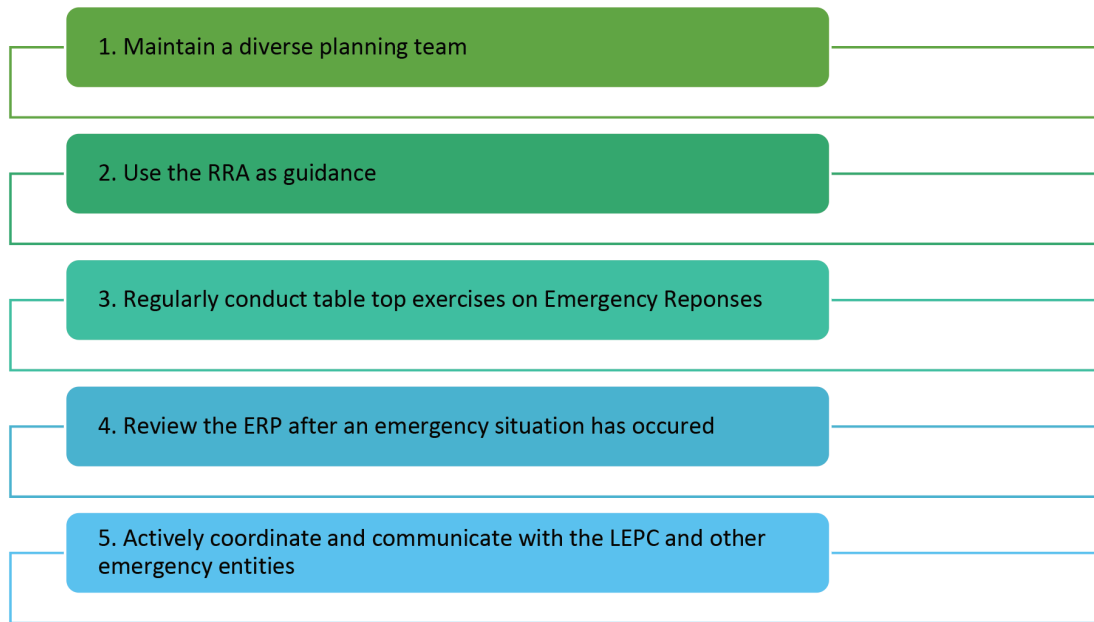 1. Maintain a diverse planning team
2. Use the RRA as guidance
3. Regularly conduct table top exercises on Emergency Reponses
4. Review the ERP after an emergency situation has occured
5. Actively coordinate and communicate with the LEPC and other
emergency entities